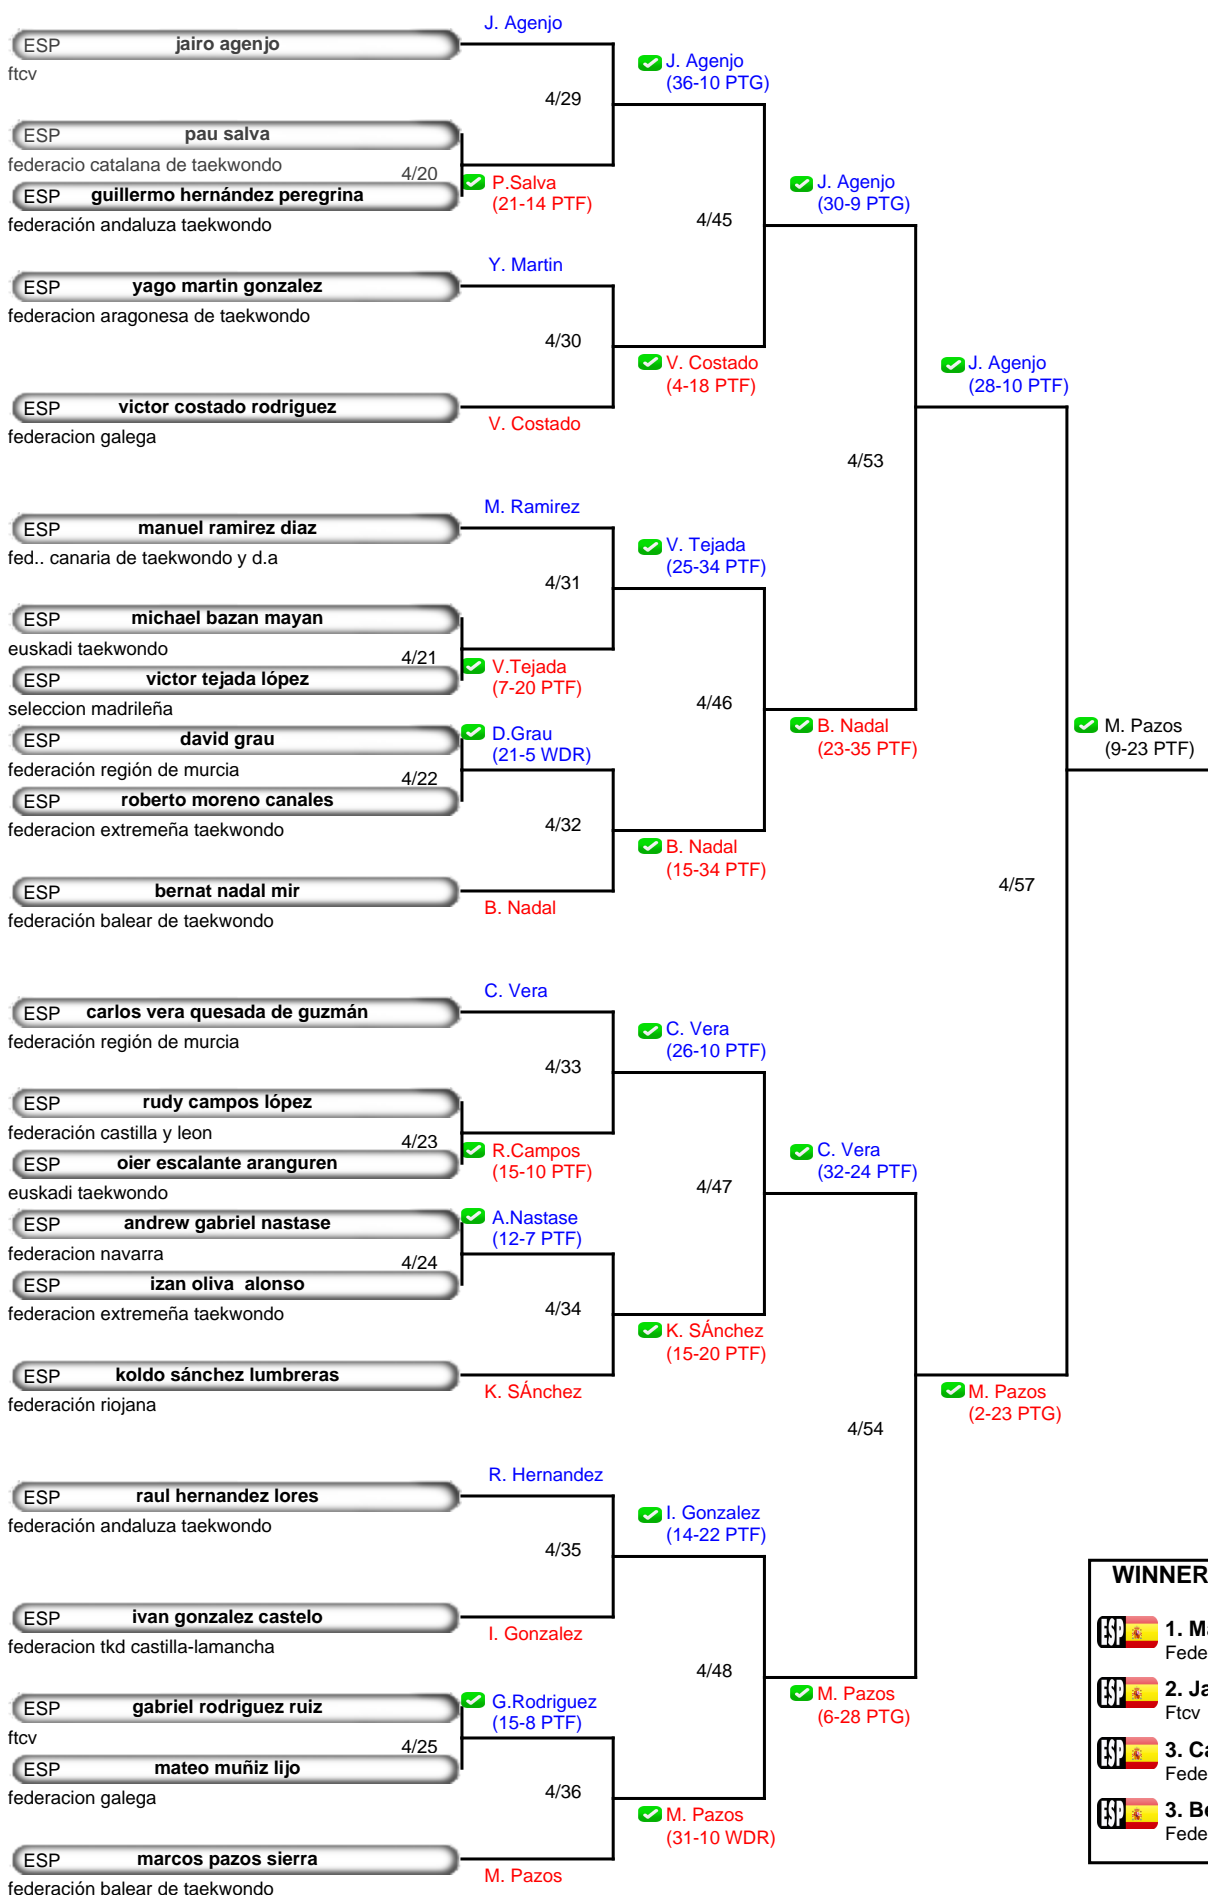 J. Agenjo
ESP jairo agenjo
ftcv
J. Agenjo
(36-10 PTG)
4/29
ESP pau salva
federacio catalana de taekwondo
4/20
P.Salva
(21-14 PTF)
ESP guillermo hernández peregrina
federación andaluza taekwondo
J. Agenjo
(30-9 PTG)
4/45
Y. Martin
ESP yago martin gonzalez
federacion aragonesa de taekwondo
4/30
V. Costado
(4-18 PTF)
J. Agenjo
(28-10 PTF)
ESP victor costado rodriguez
V. Costado
federacion galega
4/53
M. Ramirez
ESP manuel ramirez diaz
fed.. canaria de taekwondo y d.a
V. Tejada
(25-34 PTF)
4/31
ESP michael bazan mayan
euskadi taekwondo
4/21
V.Tejada
(7-20 PTF)
ESP victor tejada lópez
seleccion madrileña
4/46
B. Nadal
(23-35 PTF)
M. Pazos
(9-23 PTF)
ESP david grau
D.Grau
(21-5 WDR)
federación región de murcia
4/22
ESP roberto moreno canales
federacion extremeña taekwondo
4/32
B. Nadal
(15-34 PTF)
ESP bernat nadal mir
B. Nadal
federación balear de taekwondo
4/57
C. Vera
ESP carlos vera quesada de guzmán
federación región de murcia
C. Vera
(26-10 PTF)
4/33
ESP rudy campos lópez
federación castilla y leon
4/23
R.Campos
(15-10 PTF)
ESP oier escalante aranguren
euskadi taekwondo
C. Vera
(32-24 PTF)
4/47
ESP andrew gabriel nastase
A.Nastase
(12-7 PTF)
federacion navarra
4/24
ESP izan oliva  alonso
federacion extremeña taekwondo
4/34
K. SÁnchez
(15-20 PTF)
ESP koldo sánchez lumbreras
K. SÁnchez
federación riojana
M. Pazos
(2-23 PTG)
4/54
R. Hernandez
ESP raul hernandez lores
federación andaluza taekwondo
I. Gonzalez
(14-22 PTF)
4/35
ESP ivan gonzalez castelo
I. Gonzalez
federacion tkd castilla-lamancha
4/48
M. Pazos
(6-28 PTG)
ESP gabriel rodriguez ruiz
G.Rodriguez
(15-8 PTF)
ftcv
4/25
ESP mateo muñiz lijo
federacion galega
4/36
M. Pazos
(31-10 WDR)
ESP marcos pazos sierra
M. Pazos
federación balear de taekwondo
WINNER
ESP 1. Ma
Fede
ESP 2. Ja
Ftcv
ESP 3. Ca
Fede
ESP 3. Be
Fede